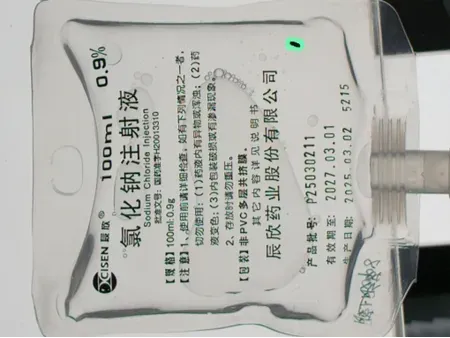 CISEN 辰欣®
100ml 0.9%
氯化钠注射液
Sodium Chloride Injection
批准文号：国药准字H20013310
【规格】100ml:0.9g
【注意】1、使用前请详细检查，如有下列情况之一者，
切勿使用：(1)药液内有异物或浑浊；(2)药
液变色；(3)内包装破损或有渗漏现象。
2、存放时请勿重压。
【包装】非PVC多层共挤膜。
其它内容详见说明书
辰欣药业股份有限公司
产品批号：P25030211
有效期至：2027.03.01
生产日期：2025.03.02 5215
0